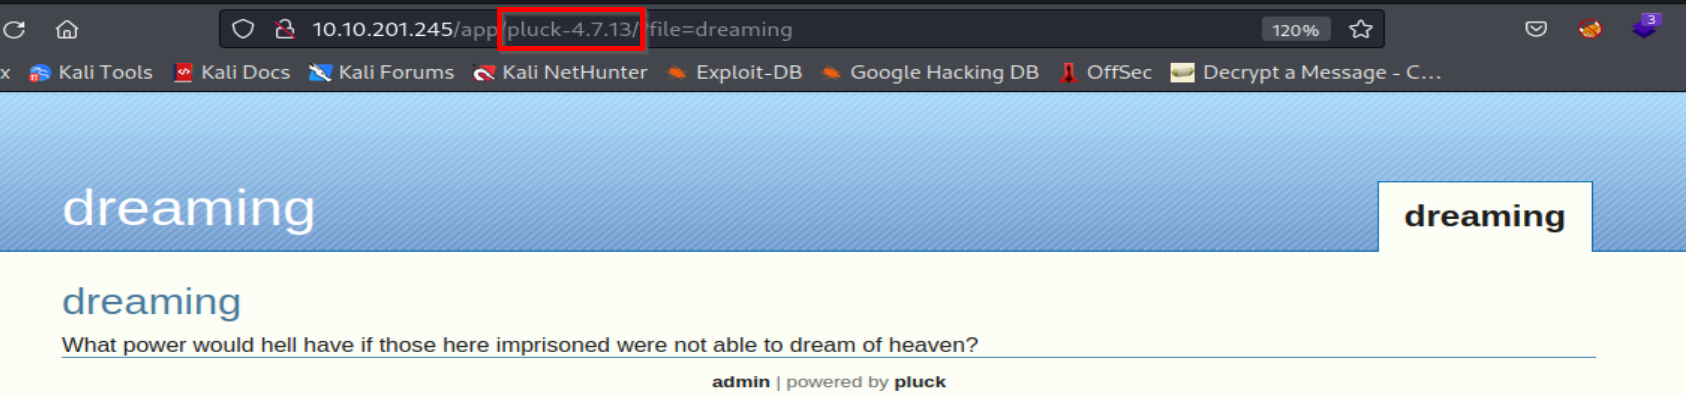 10.10.201.245/app/pluck-4.7.13/?file=dreaming 120% 3
x Kali Tools Kali Docs Kali Forums Kali NetHunter Exploit-DB Google Hacking DB OffSec Decrypt a Message - C...
dreaming
dreaming
dreaming
What power would hell have if those here imprisoned were not able to dream of heaven?
admin | powered by pluck